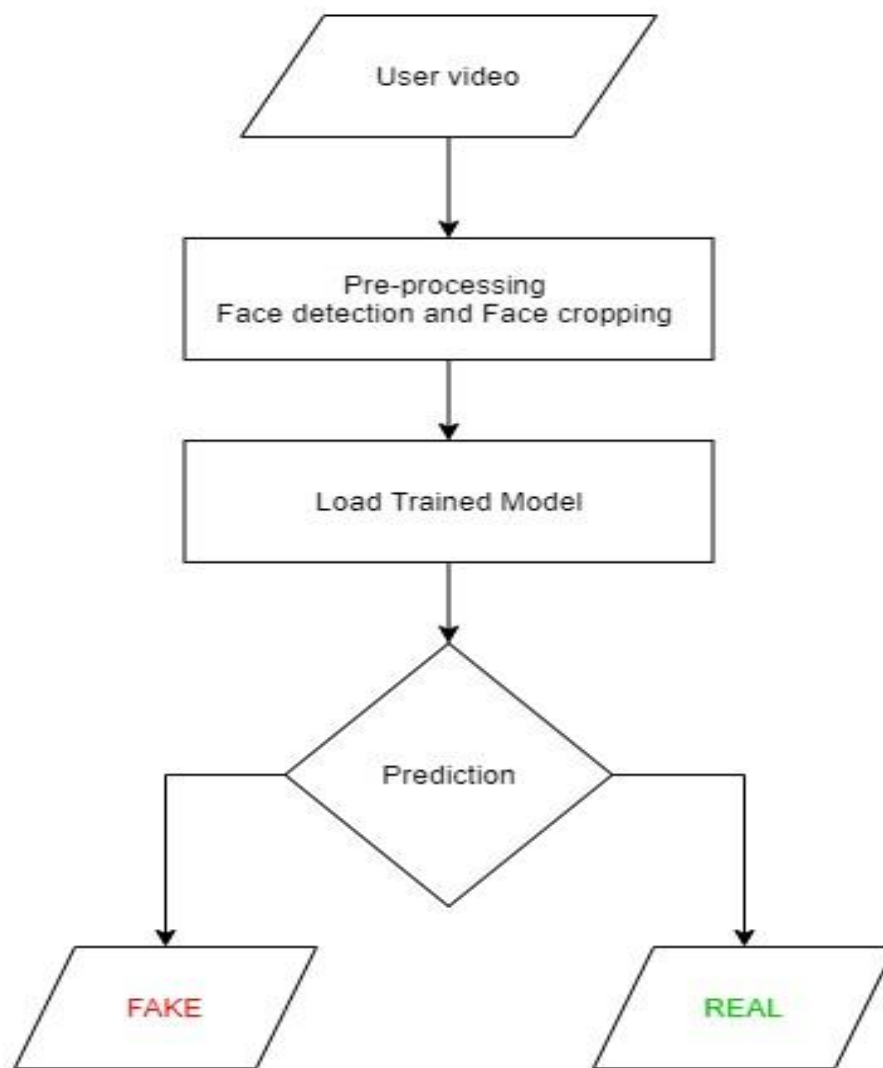 User video
Pre-processing
Face detection and Face cropping
Load Trained Model
Prediction
FAKE
REAL